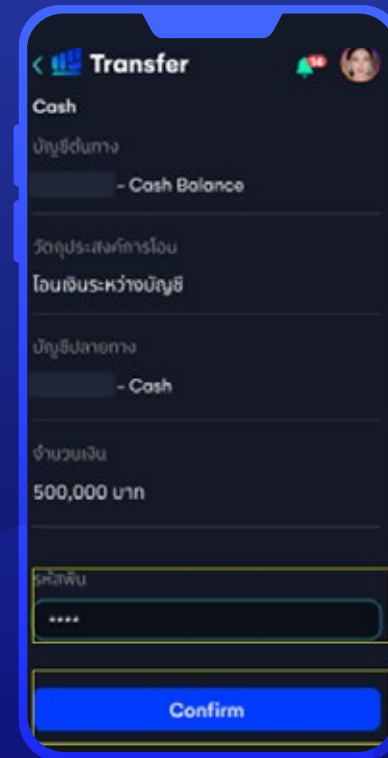 Transfer
56
Cash
บัญชีต้นทาง
- Cash Balance
วัตถุประสงค์การโอน
โอนเงินระหว่างบัญชี
บัญชีปลายทาง
- Cash
จำนวนเงิน
500,000 บาท
รหัสพิน
****
Confirm